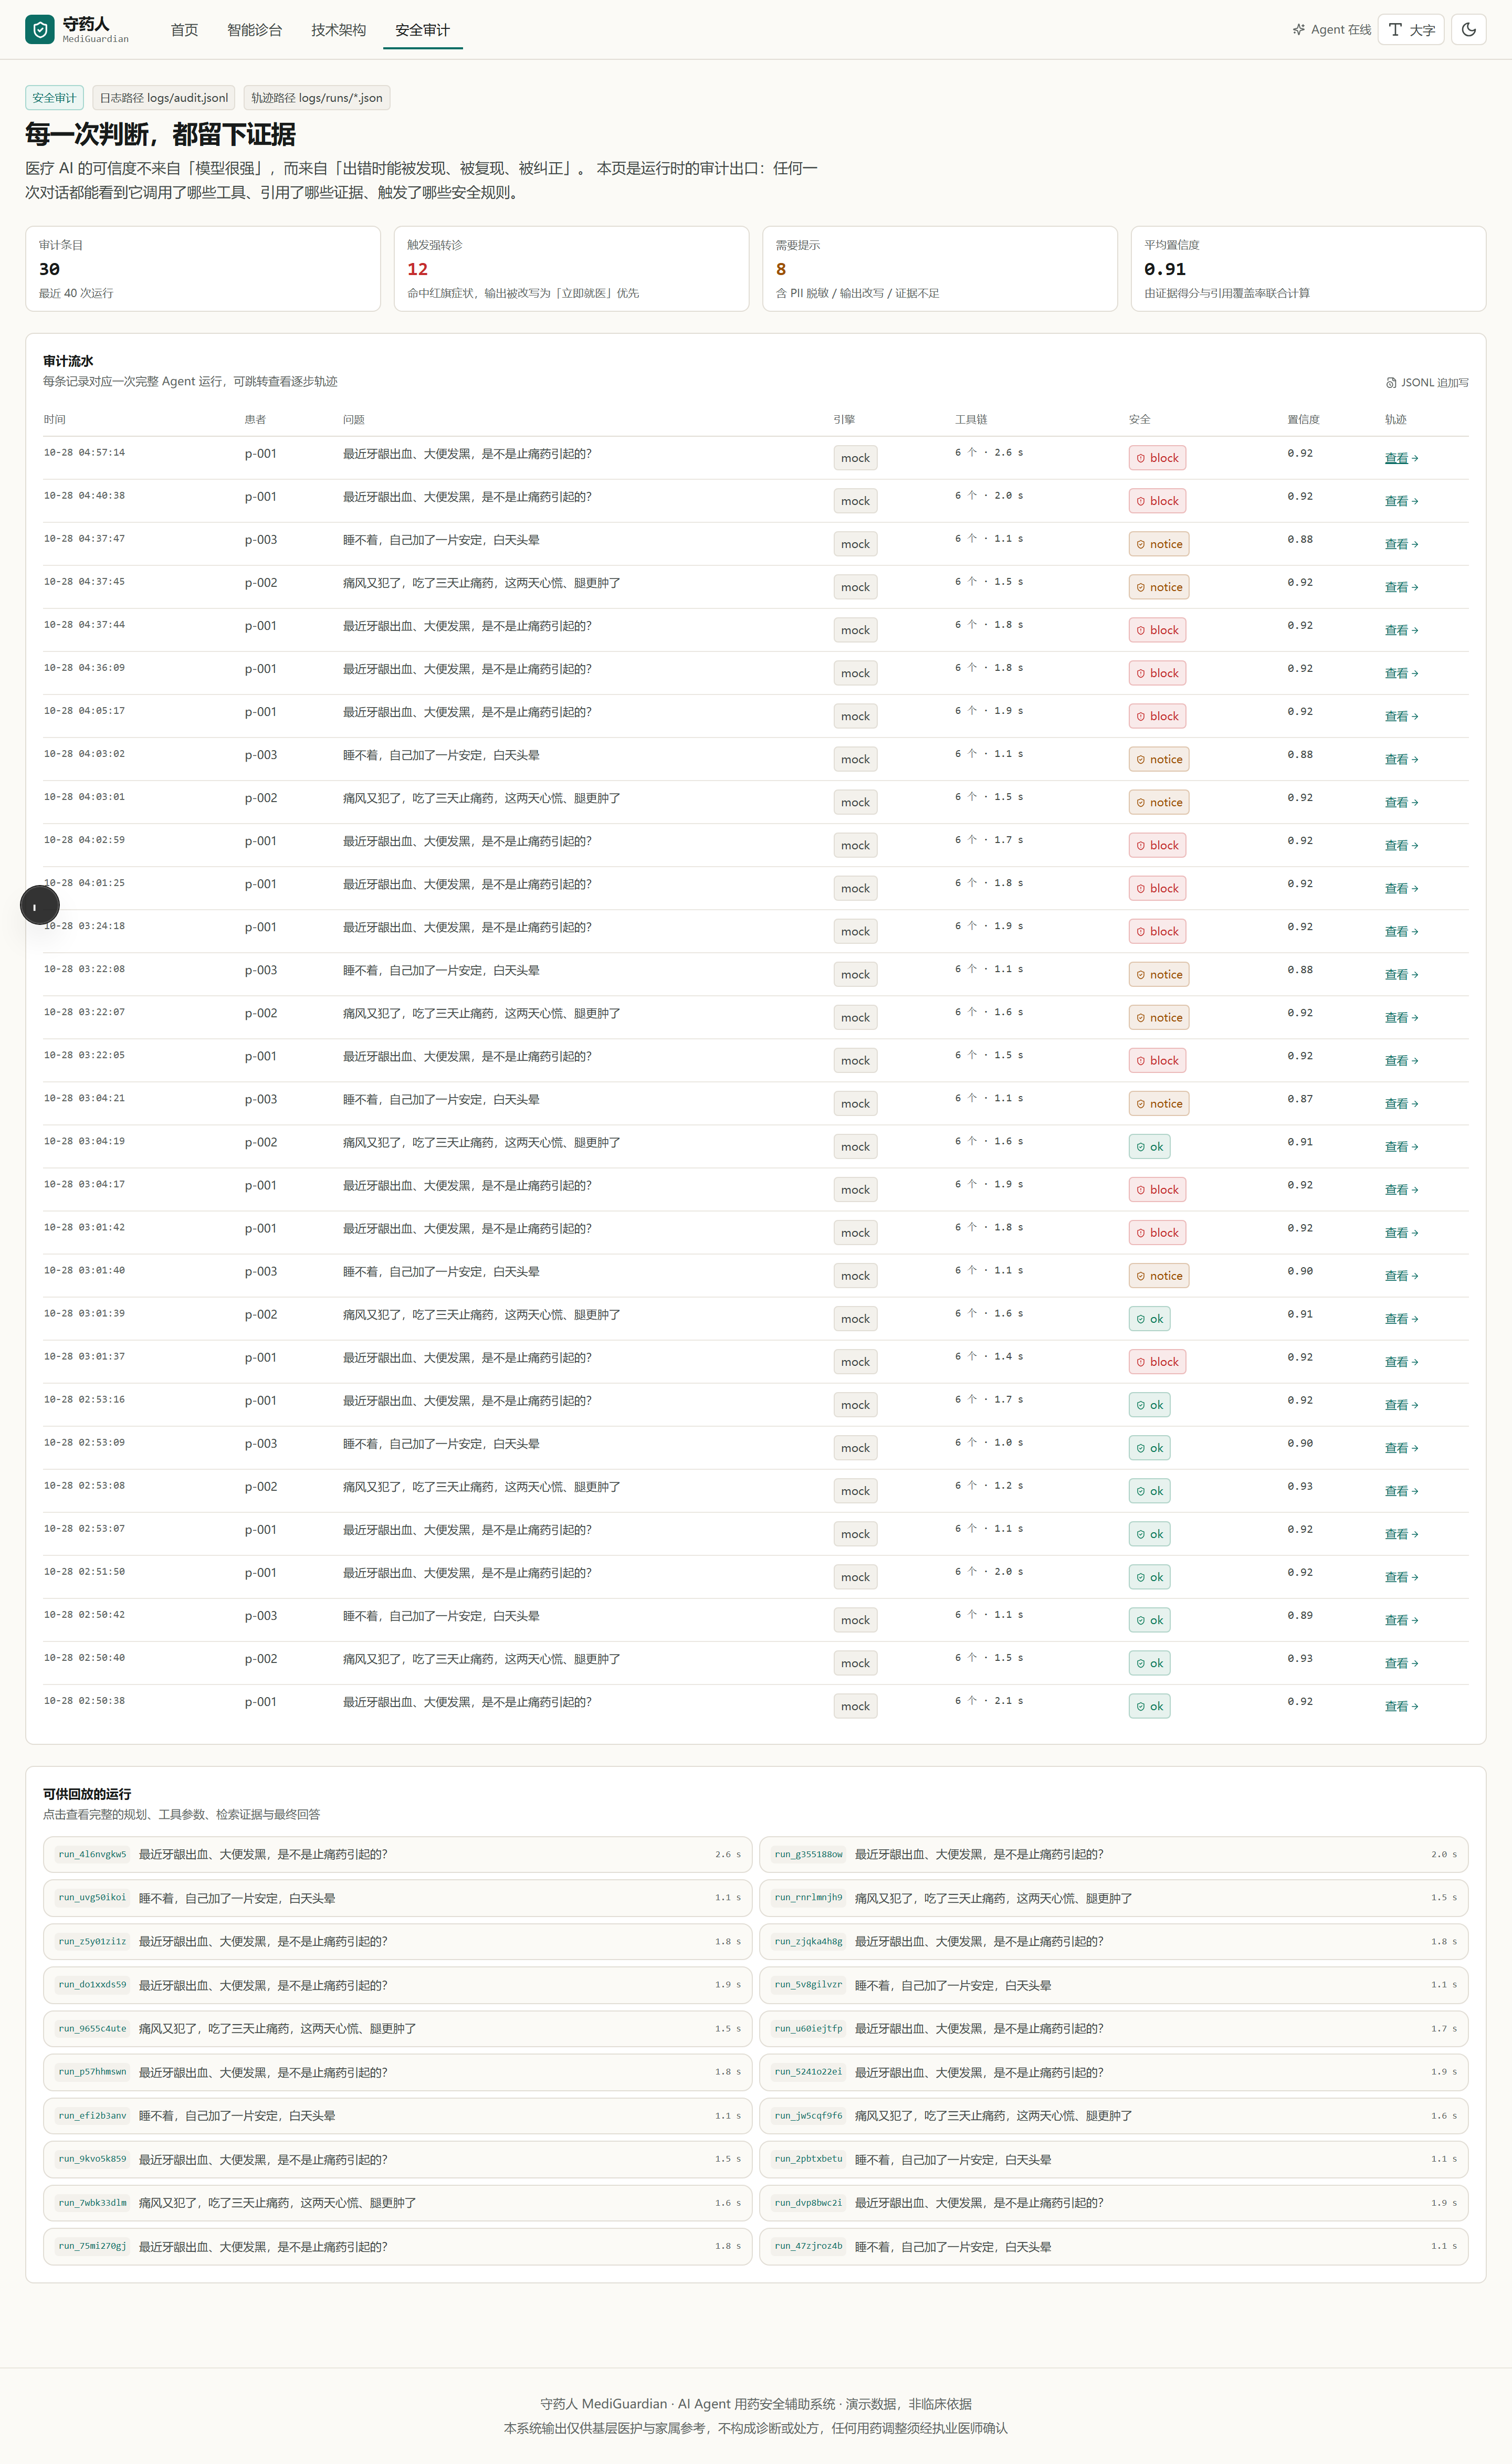 守药人
MediGuardian
首页
智能诊台
技术架构
安全审计
Agent 在线
大字
安全审计
日志路径 logs/audit.jsonl
轨迹路径 logs/runs/*.json
每一次判断，都留下证据
医疗 AI 的可信度不来自「模型很强」，而来自「出错时能被发现、被复现、被纠正」。 本页是运行时的审计出口：任何一
次对话都能看到它调用了哪些工具、引用了哪些证据、触发了哪些安全规则。
审计条目
30
最近 40 次运行
触发强转诊
12
命中红旗症状，输出被改写为「立即就医」优先
需要提示
8
含 PII 脱敏 / 输出改写 / 证据不足
平均置信度
0.91
由证据得分与引用覆盖率联合计算
审计流水
每条记录对应一次完整 Agent 运行，可跳转查看逐步轨迹
JSONL 追加写
时间 患者 问题 引擎 工具链 安全 置信度 轨迹
10-28 04:57:14 p-001 最近牙龈出血、大便发黑，是不是止痛药引起的？ mock 6 个 · 2.6 s block 0.92 查看→
10-28 04:40:38 p-001 最近牙龈出血、大便发黑，是不是止痛药引起的？ mock 6 个 · 2.0 s block 0.92 查看→
10-28 04:37:47 p-003 睡不着，自己加了一片安定，白天头晕 mock 6 个 · 1.1 s notice 0.88 查看→
10-28 04:37:45 p-002 痛风又犯了，吃了三天止痛药，这两天心慌、腿更肿了 mock 6 个 · 1.5 s notice 0.92 查看→
10-28 04:37:44 p-001 最近牙龈出血、大便发黑，是不是止痛药引起的？ mock 6 个 · 1.8 s block 0.92 查看→
10-28 04:36:09 p-001 最近牙龈出血、大便发黑，是不是止痛药引起的？ mock 6 个 · 1.8 s block 0.92 查看→
10-28 04:05:17 p-001 最近牙龈出血、大便发黑，是不是止痛药引起的？ mock 6 个 · 1.9 s block 0.92 查看→
10-28 04:03:02 p-003 睡不着，自己加了一片安定，白天头晕 mock 6 个 · 1.1 s notice 0.88 查看→
10-28 04:03:01 p-002 痛风又犯了，吃了三天止痛药，这两天心慌、腿更肿了 mock 6 个 · 1.5 s notice 0.92 查看→
10-28 04:02:59 p-001 最近牙龈出血、大便发黑，是不是止痛药引起的？ mock 6 个 · 1.7 s block 0.92 查看→
10-28 04:01:25 p-001 最近牙龈出血、大便发黑，是不是止痛药引起的？ mock 6 个 · 1.8 s block 0.92 查看→
10-28 03:24:18 p-001 最近牙龈出血、大便发黑，是不是止痛药引起的？ mock 6 个 · 1.9 s block 0.92 查看→
10-28 03:22:08 p-003 睡不着，自己加了一片安定，白天头晕 mock 6 个 · 1.1 s notice 0.88 查看→
10-28 03:22:07 p-002 痛风又犯了，吃了三天止痛药，这两天心慌、腿更肿了 mock 6 个 · 1.6 s notice 0.92 查看→
10-28 03:22:05 p-001 最近牙龈出血、大便发黑，是不是止痛药引起的？ mock 6 个 · 1.5 s block 0.92 查看→
10-28 03:04:21 p-003 睡不着，自己加了一片安定，白天头晕 mock 6 个 · 1.1 s notice 0.87 查看→
10-28 03:04:19 p-002 痛风又犯了，吃了三天止痛药，这两天心慌、腿更肿了 mock 6 个 · 1.6 s ok 0.91 查看→
10-28 03:04:17 p-001 最近牙龈出血、大便发黑，是不是止痛药引起的？ mock 6 个 · 1.9 s block 0.92 查看→
10-28 03:01:42 p-001 最近牙龈出血、大便发黑，是不是止痛药引起的？ mock 6 个 · 1.8 s block 0.92 查看→
10-28 03:01:40 p-003 睡不着，自己加了一片安定，白天头晕 mock 6 个 · 1.1 s notice 0.90 查看→
10-28 03:01:39 p-002 痛风又犯了，吃了三天止痛药，这两天心慌、腿更肿了 mock 6 个 · 1.6 s ok 0.91 查看→
10-28 03:01:37 p-001 最近牙龈出血、大便发黑，是不是止痛药引起的？ mock 6 个 · 1.4 s block 0.92 查看→
10-28 02:53:16 p-001 最近牙龈出血、大便发黑，是不是止痛药引起的？ mock 6 个 · 1.7 s ok 0.92 查看→
10-28 02:53:09 p-003 睡不着，自己加了一片安定，白天头晕 mock 6 个 · 1.0 s ok 0.90 查看→
10-28 02:53:08 p-002 痛风又犯了，吃了三天止痛药，这两天心慌、腿更肿了 mock 6 个 · 1.2 s ok 0.93 查看→
10-28 02:53:07 p-001 最近牙龈出血、大便发黑，是不是止痛药引起的？ mock 6 个 · 1.1 s ok 0.92 查看→
10-28 02:51:50 p-001 最近牙龈出血、大便发黑，是不是止痛药引起的？ mock 6 个 · 2.0 s ok 0.92 查看→
10-28 02:50:42 p-003 睡不着，自己加了一片安定，白天头晕 mock 6 个 · 1.1 s ok 0.89 查看→
10-28 02:50:40 p-002 痛风又犯了，吃了三天止痛药，这两天心慌、腿更肿了 mock 6 个 · 1.5 s ok 0.93 查看→
10-28 02:50:38 p-001 最近牙龈出血、大便发黑，是不是止痛药引起的？ mock 6 个 · 2.1 s ok 0.92 查看→
可供回放的运行
点击查看完整的规划、工具参数、检索证据与最终回答
run_4l6nvgkw5 最近牙龈出血、大便发黑，是不是止痛药引起的？ 2.6 s
run_g355188ow 最近牙龈出血、大便发黑，是不是止痛药引起的？ 2.0 s
run_uvg50ikoi 睡不着，自己加了一片安定，白天头晕 1.1 s
run_rnrlmnjh9 痛风又犯了，吃了三天止痛药，这两天心慌、腿更肿了 1.5 s
run_z5y01zi1z 最近牙龈出血、大便发黑，是不是止痛药引起的？ 1.8 s
run_zjqka4h8g 最近牙龈出血、大便发黑，是不是止痛药引起的？ 1.8 s
run_do1xxds59 最近牙龈出血、大便发黑，是不是止痛药引起的？ 1.9 s
run_5v8gilvzr 睡不着，自己加了一片安定，白天头晕 1.1 s
run_9655c4ute 痛风又犯了，吃了三天止痛药，这两天心慌、腿更肿了 1.5 s
run_u60iejtfp 最近牙龈出血、大便发黑，是不是止痛药引起的？ 1.7 s
run_p57hhmswn 最近牙龈出血、大便发黑，是不是止痛药引起的？ 1.8 s
run_5241o22ei 最近牙龈出血、大便发黑，是不是止痛药引起的？ 1.9 s
run_efi2b3anv 睡不着，自己加了一片安定，白天头晕 1.1 s
run_jw5cqf9f6 痛风又犯了，吃了三天止痛药，这两天心慌、腿更肿了 1.6 s
run_9kvo5k859 最近牙龈出血、大便发黑，是不是止痛药引起的？ 1.5 s
run_2pbtxbetu 睡不着，自己加了一片安定，白天头晕 1.1 s
run_7wbk33dlm 痛风又犯了，吃了三天止痛药，这两天心慌、腿更肿了 1.6 s
run_dvp8bwc2i 最近牙龈出血、大便发黑，是不是止痛药引起的？ 1.9 s
run_75mi270gj 最近牙龈出血、大便发黑，是不是止痛药引起的？ 1.8 s
run_47zjroz4b 睡不着，自己加了一片安定，白天头晕 1.1 s
守药人 MediGuardian · AI Agent 用药安全辅助系统 · 演示数据，非临床依据
本系统输出仅供基层医护与家属参考，不构成诊断或处方，任何用药调整须经执业医师确认